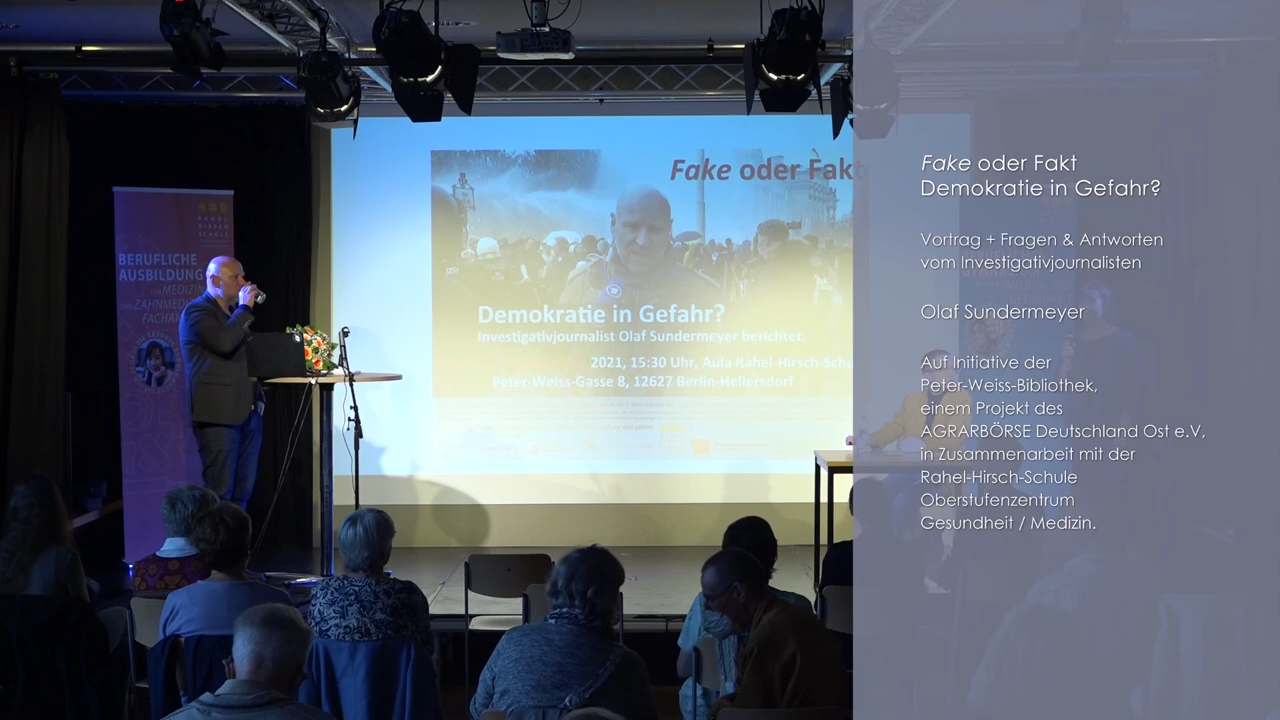 RAHEL
HIRSCH
SCHULE
BERUFLICHE
AUSBILDUNG
Fake oder Fakt
Demokratie in Gefahr?
Investigativjournalist Olaf Sundermeyer berichtet.
2021, 15:30 Uhr, Aula Rahel-Hirsch-Schu
Peter-Weiss-Gasse 8, 12627 Berlin-Hellersdorf
Fake oder Fakt
Demokratie in Gefahr?
Vortrag + Fragen & Antworten
vom Investigativjournalisten
Olaf Sundermeyer
Auf Initiative der
Peter-Weiss-Bibliothek,
einem Projekt des
AGRARBÖRSE Deutschland Ost e.V,
in Zusammenarbeit mit der
Rahel-Hirsch-Schule
Oberstufenzentrum
Gesundheit / Medizin.